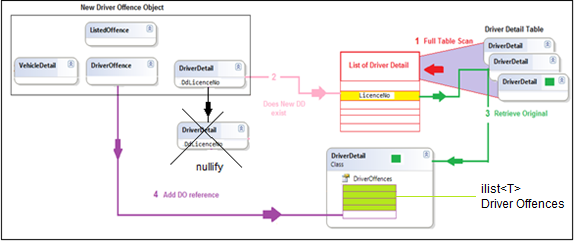 New Driver Offence Object
ListedOffence
VehicleDetail
DriverOffence
DriverDetail
DdLicenceNo
DriverDetail
DdLicenceNo
nullify
2
Does New DD
exist
1 Full Table Scan
List of Driver Detail
LicenceNo
Driver Detail Table
DriverDetail
DriverDetail
DriverDetail
3 Retrieve Original
DriverDetail
Class
DriverOffences
4 Add DO reference
ilist<T>
Driver Offences